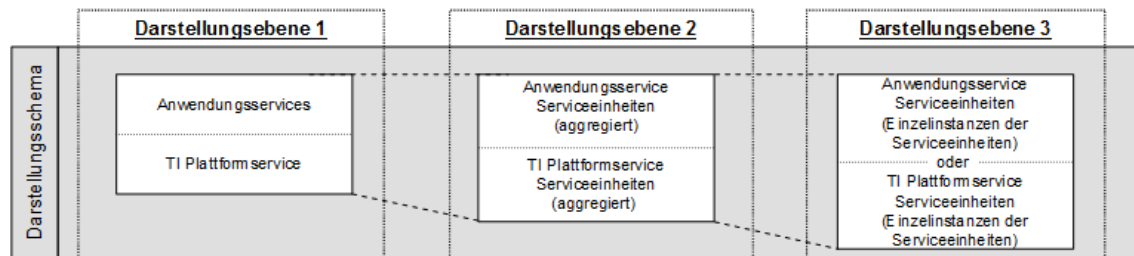 Darstellungsebene 1
Darstellungsebene 2
Darstellungsebene 3
Darstellungsschema
Anwendungsservices
TI Plattformservice
Anwendungsservice
Serviceeinheiten
(aggregiert)
TI Plattformservice
Serviceeinheiten
(aggregiert)
Anwendungsservice
Serviceeinheiten
(Einzelinstanzen der
Serviceeinheiten)
oder
TI Plattformservice
Serviceeinheiten
(Einzelinstanzen der
Serviceeinheiten)